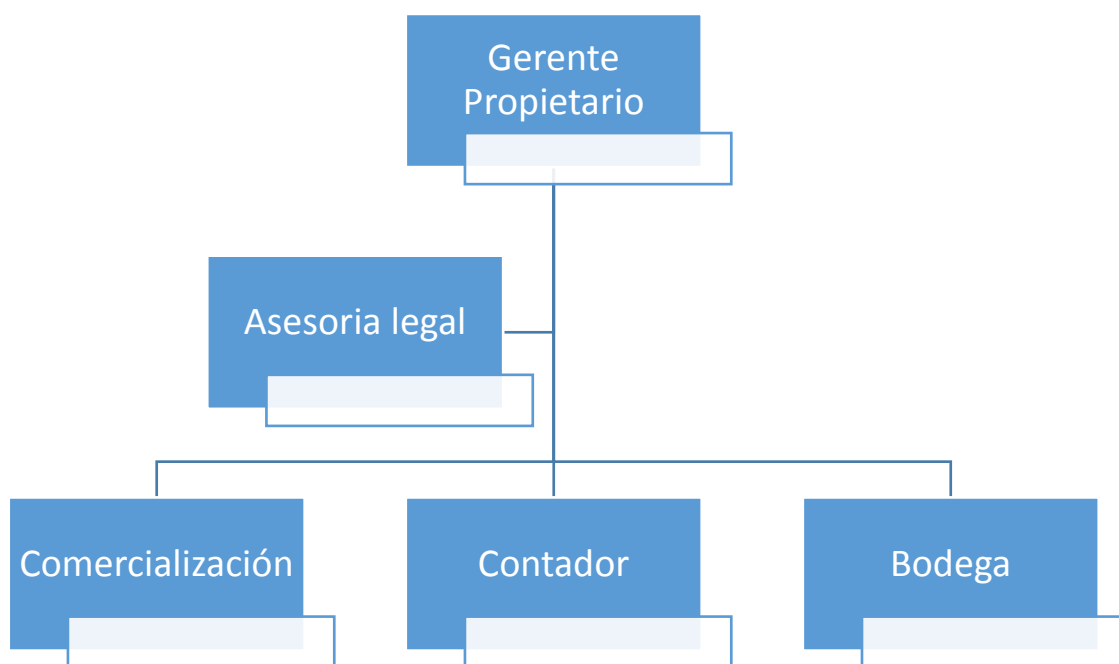 Gerente
Propietario
Asesoria legal
Comercialización
Contador
Bodega